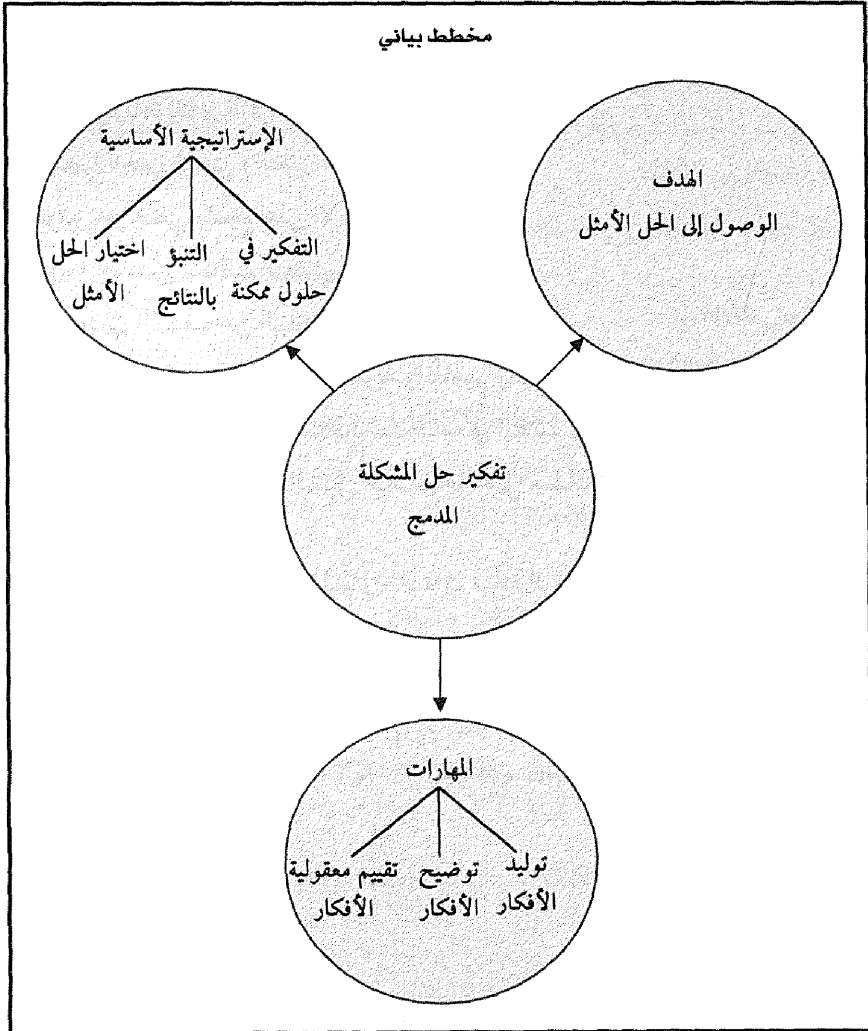 مخطط بياني
الهدف
الوصول إلى الحل الأمثل
الإستراتيجية الأساسية
التفكير في
حلول ممكنة
التنبؤ
بالنتائج
اختيار الحل
الأمثل
تفكير حل المشكلة
المدمج
المهارات
توليد
الأفكار
توضيح
الأفكار
تقييم معقولية
الأفكار